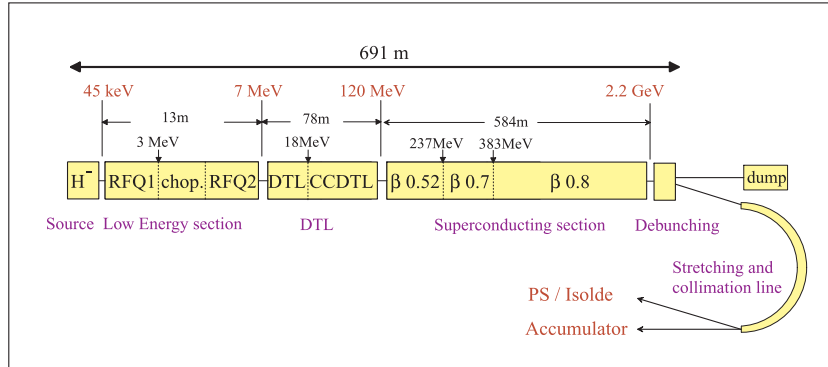 691 m
45 keV 7 MeV 120 MeV 2.2 GeV
13m 78m 584m
3 MeV 18MeV 237MeV 383MeV
H⁻ RFQ1 chop. RFQ2 DTL CCDTL β 0.52 β 0.7 β 0.8 dump
Source Low Energy section DTL Superconducting section Debunching
Stretching and
collimation line
PS / Isolde
Accumulator